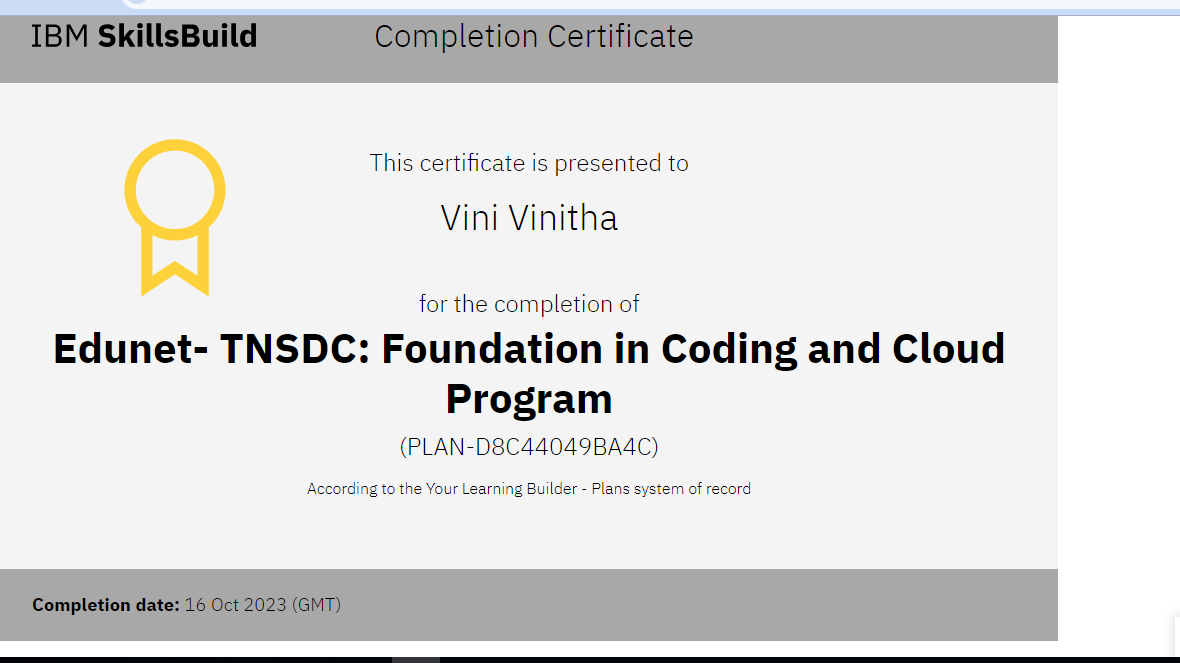 IBM SkillsBuild Completion Certificate
This certificate is presented to
Vini Vinitha
for the completion of
Edunet- TNSDC: Foundation in Coding and Cloud
Program
(PLAN-D8C44049BA4C)
According to the Your Learning Builder - Plans system of record
Completion date: 16 Oct 2023 (GMT)